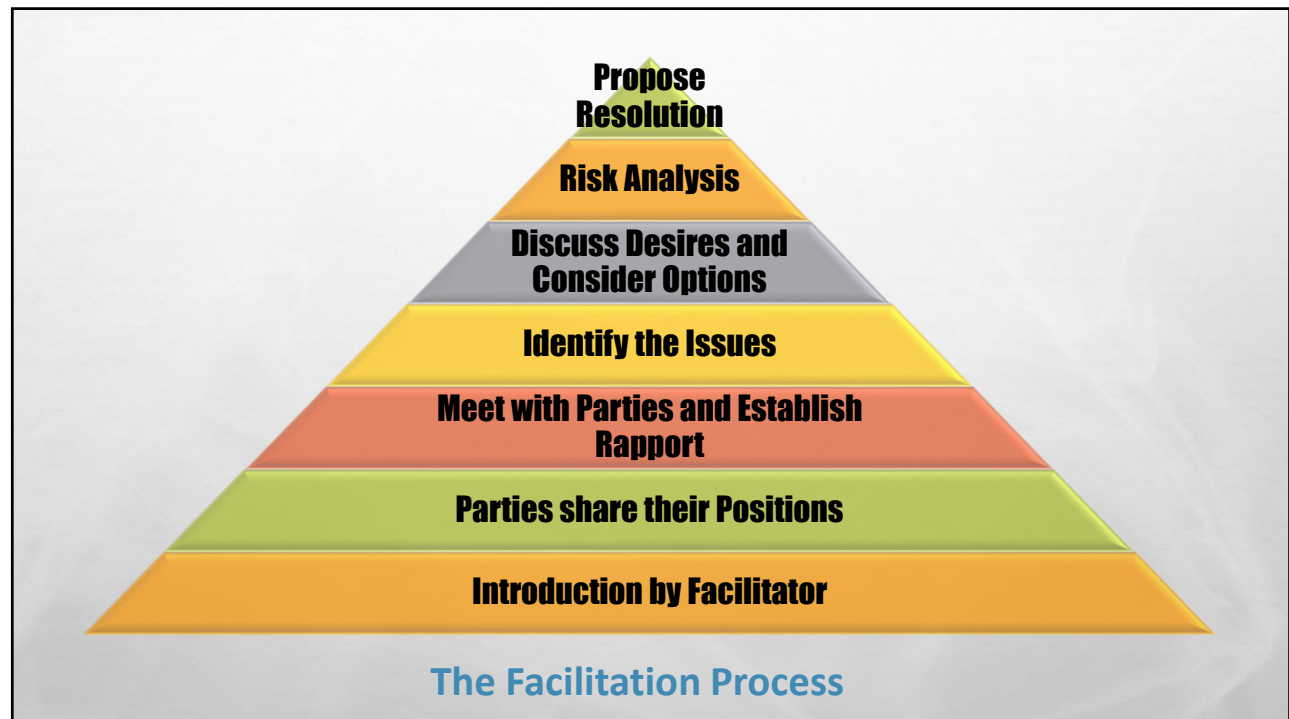 Propose
Resolution
Risk Analysis
Discuss Desires and
Consider Options
Identify the Issues
Meet with Parties and Establish
Rapport
Parties share their Positions
Introduction by Facilitator
The Facilitation Process